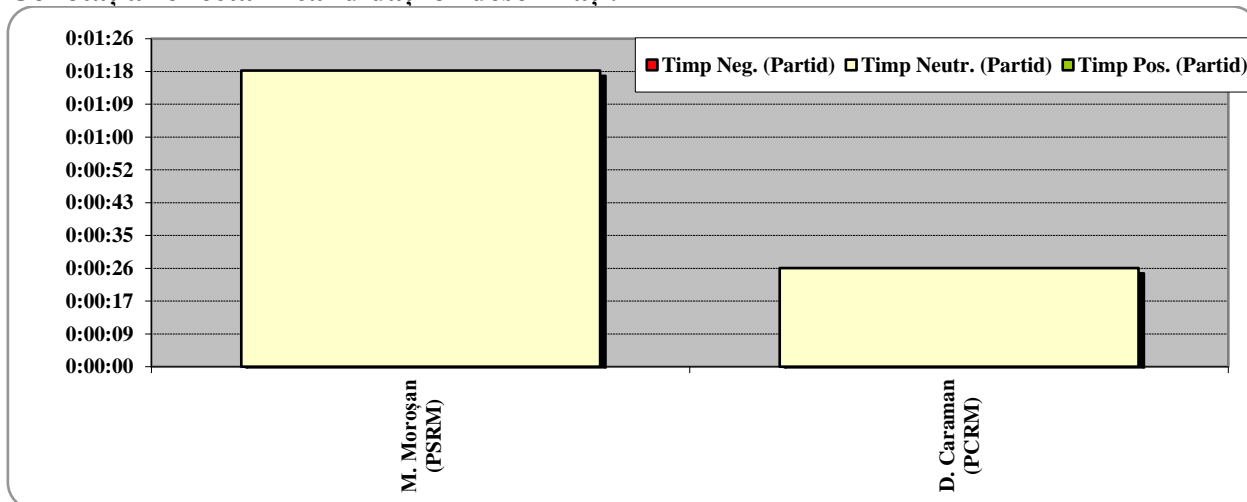 0:01:26
0:01:18
0:01:09
0:01:00
0:00:52
0:00:43
0:00:35
0:00:26
0:00:17
0:00:09
0:00:00
Timp Neg. (Partid) Timp Neutr. (Partid) Timp Pos. (Partid)
M. Moroșan
(PSRM)
D. Caraman
(PCRM)